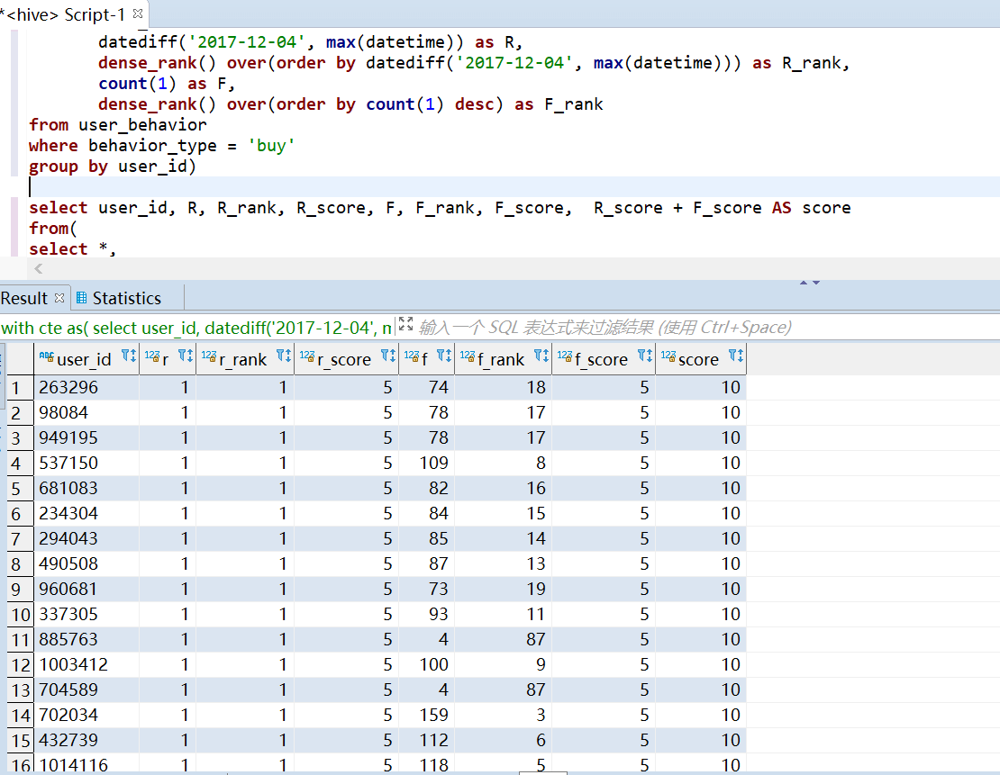 *<hive> Script-1
datediff('2017-12-04', max(datetime)) as R,
dense_rank() over(order by datediff('2017-12-04', max(datetime))) as R_rank,
count(1) as F,
dense_rank() over(order by count(1) desc) as F_rank
from user_behavior
where behavior_type = 'buy'
group by user_id)
select user_id, R, R_rank, R_score, F, F_rank, F_score,  R_score + F_score AS score
from(
select *,
Result Statistics
with cte as( select user_id, datediff('2017-12-04', m 输入一个 SQL 表达式来过滤结果 (使用 Ctrl+Space)
ABC user_id 123 r 123 r_rank 123 r_score 123 f 123 f_rank 123 f_score 123 score
1 263296 1 1 5 74 18 5 10
2 98084 1 1 5 78 17 5 10
3 949195 1 1 5 78 17 5 10
4 537150 1 1 5 109 8 5 10
5 681083 1 1 5 82 16 5 10
6 234304 1 1 5 84 15 5 10
7 294043 1 1 5 85 14 5 10
8 490508 1 1 5 87 13 5 10
9 960681 1 1 5 73 19 5 10
10 337305 1 1 5 93 11 5 10
11 885763 1 1 5 4 87 5 10
12 1003412 1 1 5 100 9 5 10
13 704589 1 1 5 4 87 5 10
14 702034 1 1 5 159 3 5 10
15 432739 1 1 5 112 6 5 10
16 1014116 1 1 5 118 5 5 10